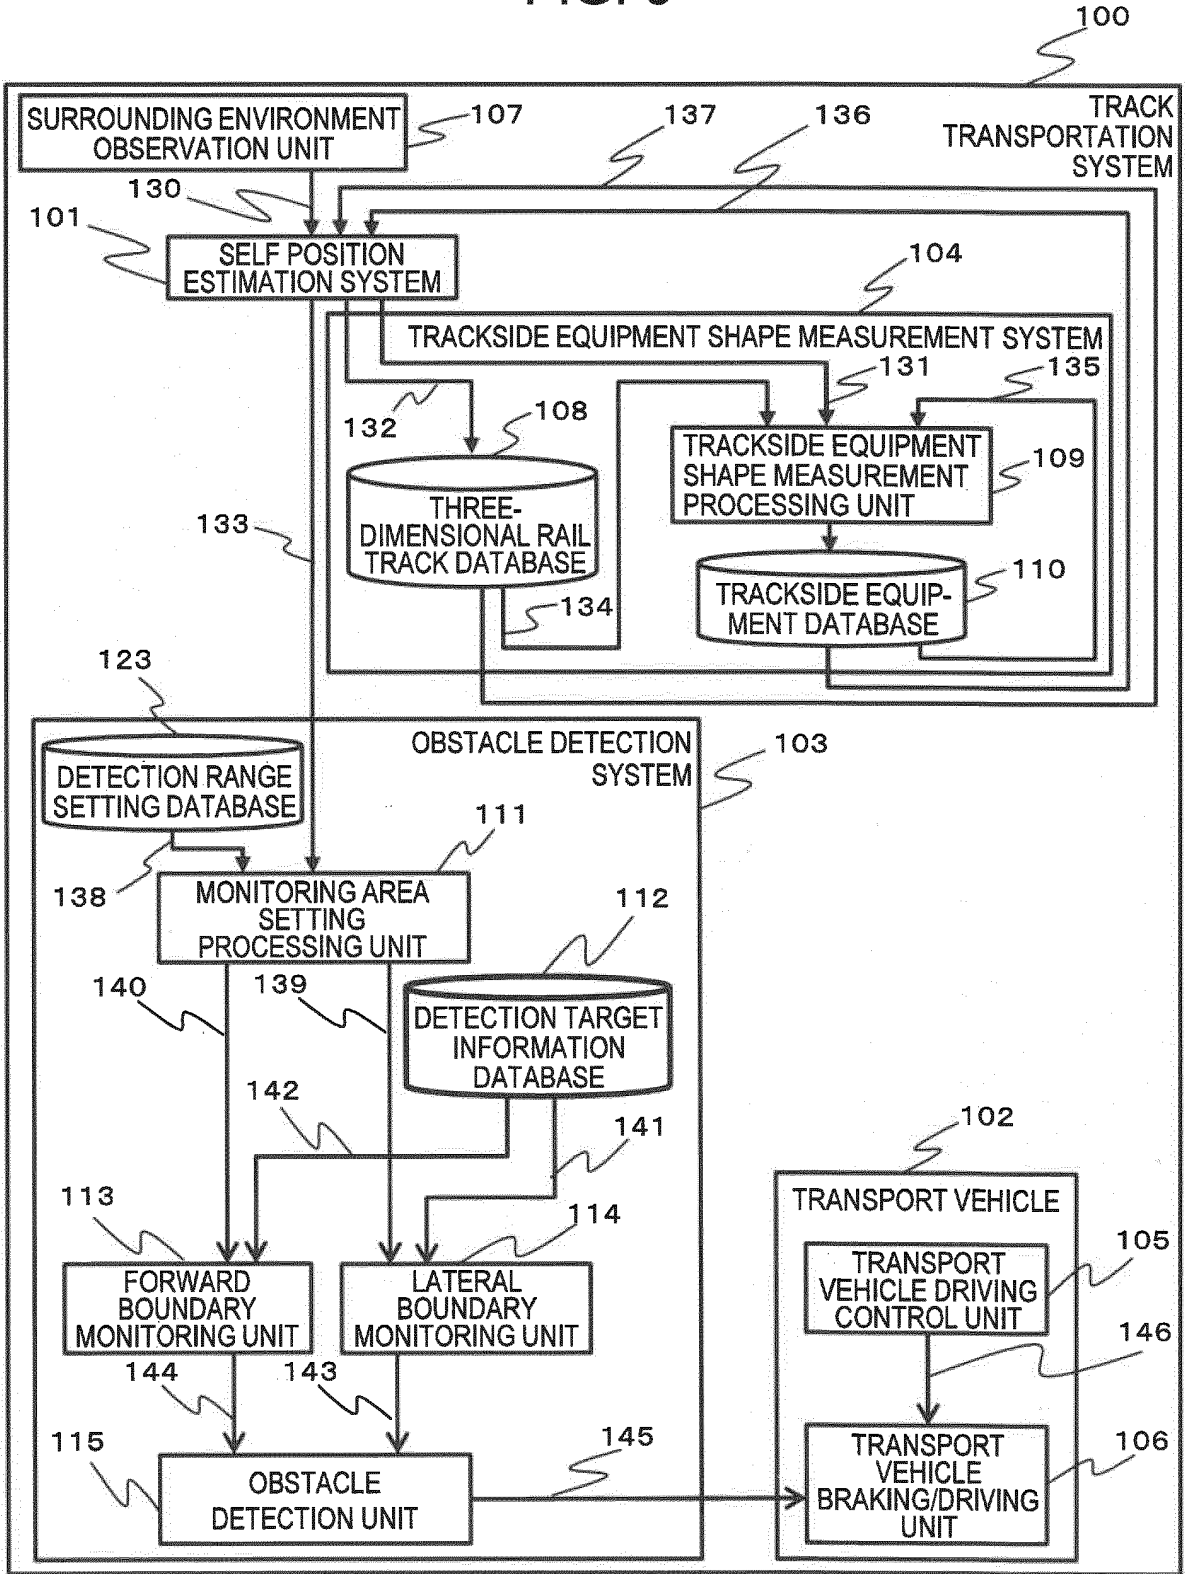 100
TRACK
TRANSPORTATION
SYSTEM
SURROUNDING ENVIRONMENT
OBSERVATION UNIT
107
137
136
130
101
SELF POSITION
ESTIMATION SYSTEM
104
TRACKSIDE EQUIPMENT SHAPE MEASUREMENT SYSTEM
131
135
132
108
TRACKSIDE EQUIPMENT
SHAPE MEASUREMENT
PROCESSING UNIT
109
THREE-
DIMENSIONAL RAIL
TRACK DATABASE
133
134
TRACKSIDE EQUIP-
MENT DATABASE
110
123
OBSTACLE DETECTION
SYSTEM
103
DETECTION RANGE
SETTING DATABASE
111
138
MONITORING AREA
SETTING
PROCESSING UNIT
112
140
139
DETECTION TARGET
INFORMATION
DATABASE
142
141
102
TRANSPORT VEHICLE
113
114
FORWARD
BOUNDARY
MONITORING UNIT
LATERAL
BOUNDARY
MONITORING UNIT
TRANSPORT
VEHICLE DRIVING
CONTROL UNIT
105
146
144
143
115
OBSTACLE
DETECTION UNIT
145
TRANSPORT
VEHICLE
BRAKING/DRIVING
UNIT
106